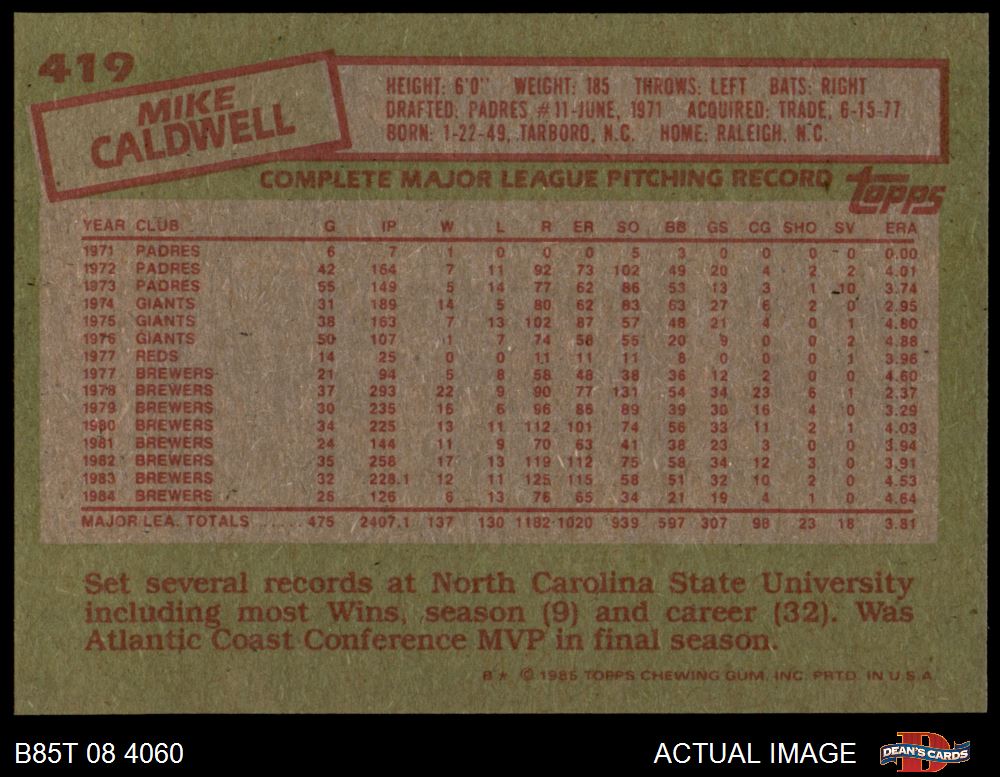 419
MIKE
CALDWELL
HEIGHT: 6'0" WEIGHT: 185 THROWS: LEFT BATS: RIGHT
DRAFTED: PADRES #11-JUNE, 1971 ACQUIRED: TRADE, 6-15-77
BORN: 1-22-49, TARBORO, N.C. HOME: RALEIGH, N.C.
COMPLETE MAJOR LEAGUE PITCHING RECORD topps
YEAR CLUB G IP W L R ER SO BB GS CG SHO SV ERA
1971 PADRES 6 7 1 0 0 0 5 3 0 0 0 0 0.00
1972 PADRES 42 164 7 11 92 73 102 49 20 4 2 2 4.01
1973 PADRES 55 149 5 14 77 62 86 53 13 3 1 10 3.74
1974 GIANTS 31 189 14 5 80 62 83 63 27 6 2 0 2.95
1975 GIANTS 38 163 7 13 102 87 57 48 21 4 0 1 4.80
1976 GIANTS 50 107 1 7 74 58 55 20 9 0 0 2 4.88
1977 REDS 14 25 0 0 11 11 11 8 0 0 0 1 3.96
1977 BREWERS 21 94 5 8 58 48 38 36 12 2 0 0 4.60
1978 BREWERS 37 293 22 9 90 77 131 54 34 23 6 1 2.37
1979 BREWERS 30 235 16 6 96 86 89 39 30 16 4 0 3.29
1980 BREWERS 34 225 13 11 112 101 74 56 33 11 2 1 4.03
1981 BREWERS 24 144 11 9 70 63 41 38 23 3 0 0 3.94
1982 BREWERS 35 258 17 13 119 112 75 58 34 12 3 0 3.91
1983 BREWERS 32 228.1 12 11 125 115 58 51 32 10 2 0 4.53
1984 BREWERS 26 126 6 13 76 65 34 21 19 4 1 0 4.64
MAJOR LEA. TOTALS ...... 475 2407.1 137 130 1182 1020 939 597 307 98 23 18 3.81
Set several records at North Carolina State University
including most Wins, season (9) and career (32). Was
Atlantic Coast Conference MVP in final season.
B* © 1985 TOPPS CHEWING GUM, INC. PRTD. IN U.S.A.
B85T 08 4060 ACTUAL IMAGE D DEAN'S CARDS